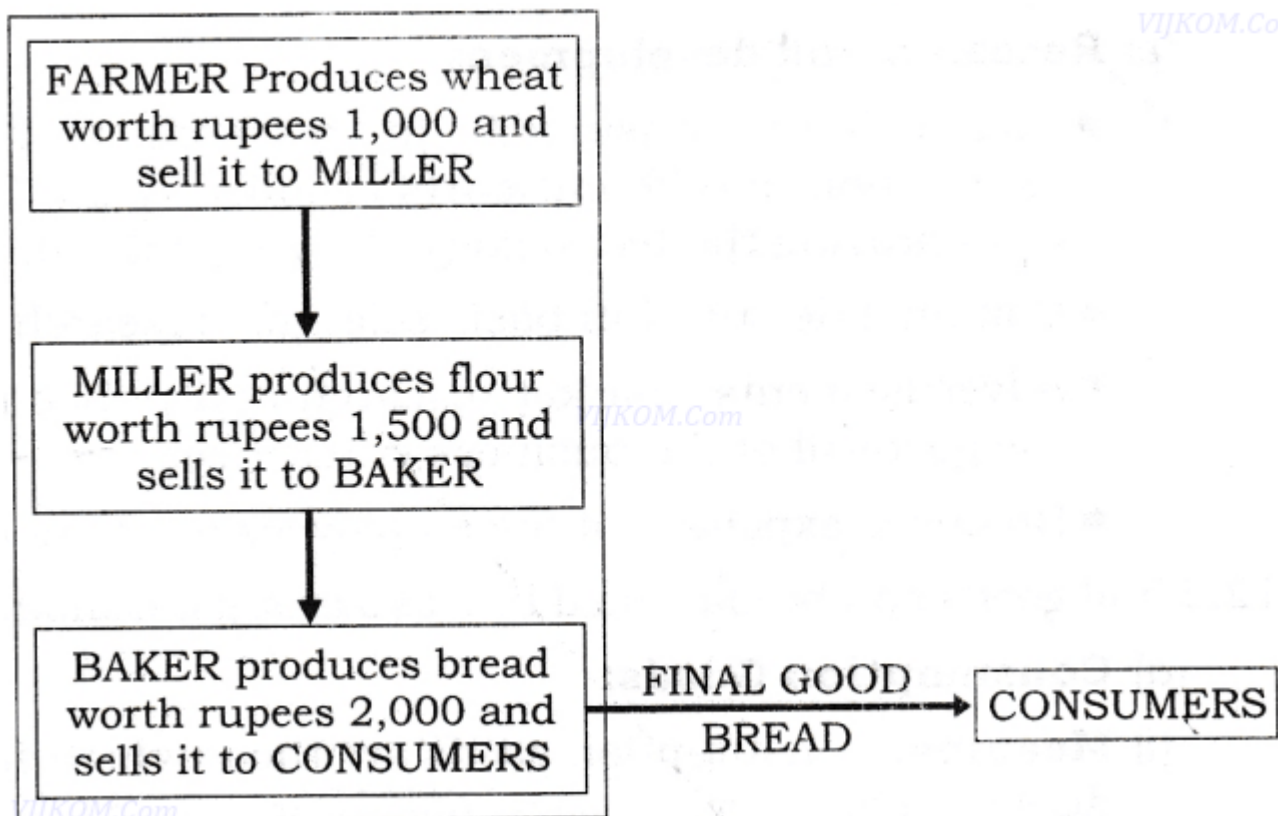 VIJKOM.Co
FARMER Produces wheat
worth rupees 1,000 and
sell it to MILLER
MILLER produces flour
worth rupees 1,500 and
sells it to BAKER
VIJKOM.Com
BAKER produces bread
worth rupees 2,000 and
sells it to CONSUMERS
FINAL GOOD
BREAD
CONSUMERS
VIJKOM.Com